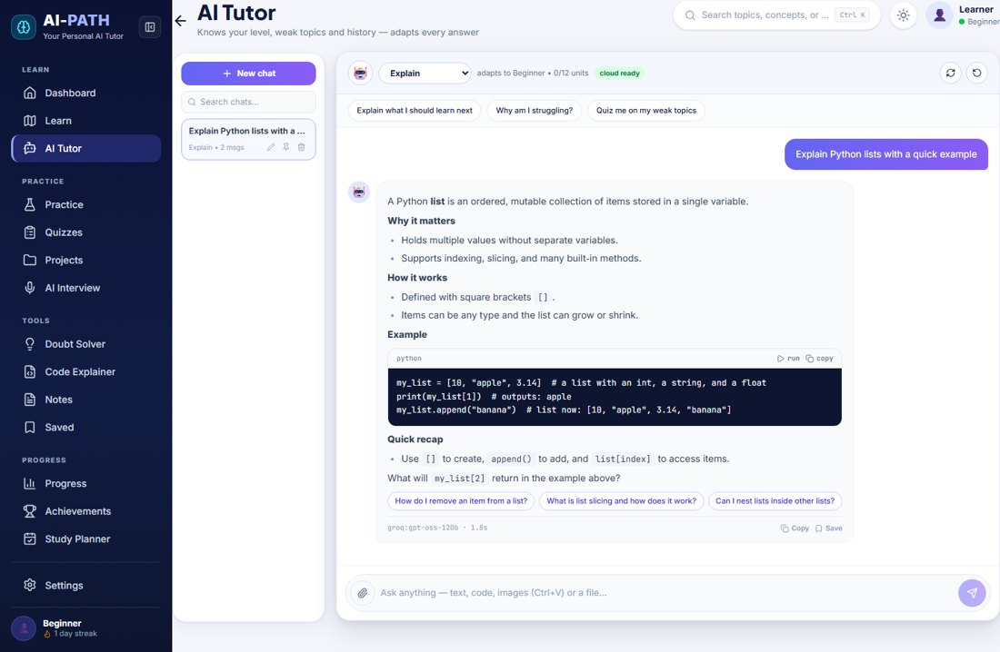 AI-PATH
Your Personal AI Tutor
LEARN
Dashboard
Learn
AI Tutor
PRACTICE
Practice
Quizzes
Projects
AI Interview
TOOLS
Doubt Solver
Code Explainer
Notes
Saved
PROGRESS
Progress
Achievements
Study Planner
Settings
Beginner
1 day streak
AI Tutor
Knows your level, weak topics and history — adapts every answer
Search topics, concepts, or ...
Ctrl K
Learner
Beginner
New chat
Search chats...
Explain Python lists with a ...
Explain • 2 msgs
Explain
adapts to Beginner • 0/12 units
cloud ready
Explain what I should learn next
Why am I struggling?
Quiz me on my weak topics
Explain Python lists with a quick example
A Python list is an ordered, mutable collection of items stored in a single variable.
Why it matters
• Holds multiple values without separate variables.
• Supports indexing, slicing, and many built-in methods.
How it works
• Defined with square brackets [] .
• Items can be any type and the list can grow or shrink.
Example
python
run
copy
my_list = [10, "apple", 3.14]  # a list with an int, a string, and a float
print(my_list[1])  # outputs: apple
my_list.append("banana")  # list now: [10, "apple", 3.14, "banana"]
Quick recap
• Use [] to create, append() to add, and list[index] to access items.
What will my_list[2] return in the example above?
How do I remove an item from a list?
What is list slicing and how does it work?
Can I nest lists inside other lists?
groq:gpt-oss-120b · 1.8s
Copy
Save
Ask anything — text, code, images (Ctrl+V) or a file...